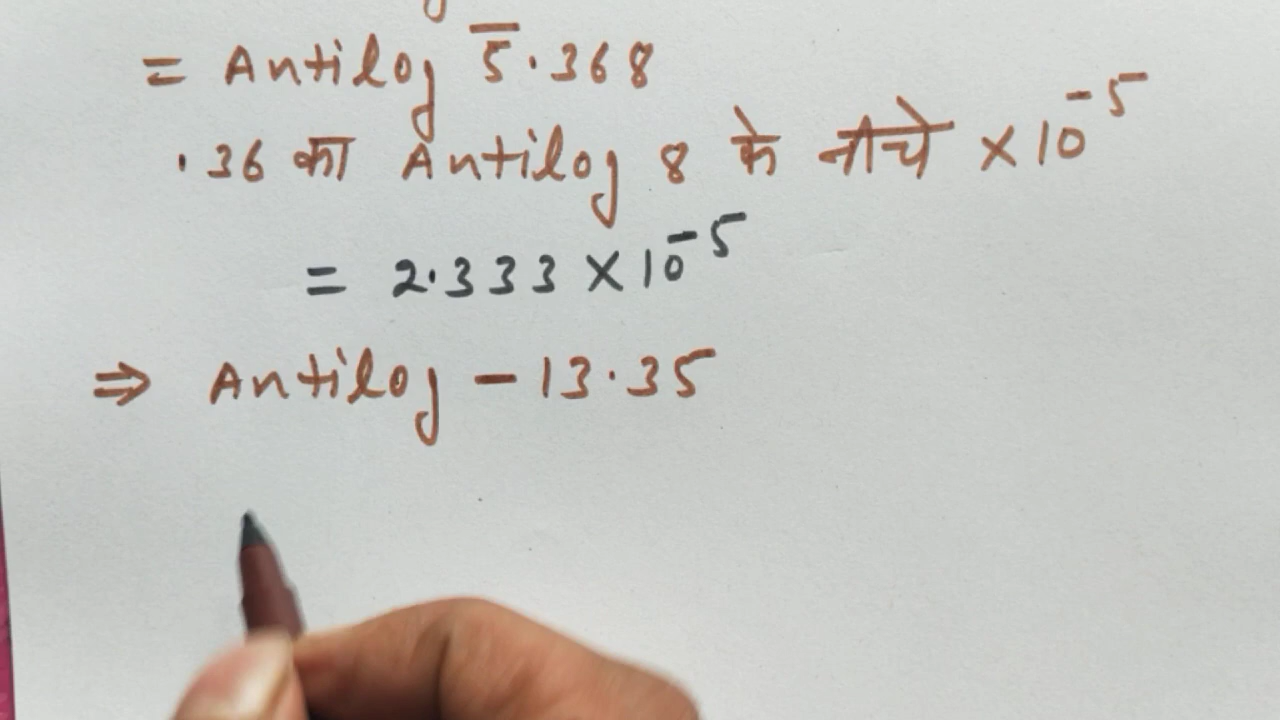 = Antilog 5̅.368
.36 का Antilog 8 के नीचे × 10⁻⁵
= 2.333 × 10⁻⁵
⇒ Antilog - 13.35